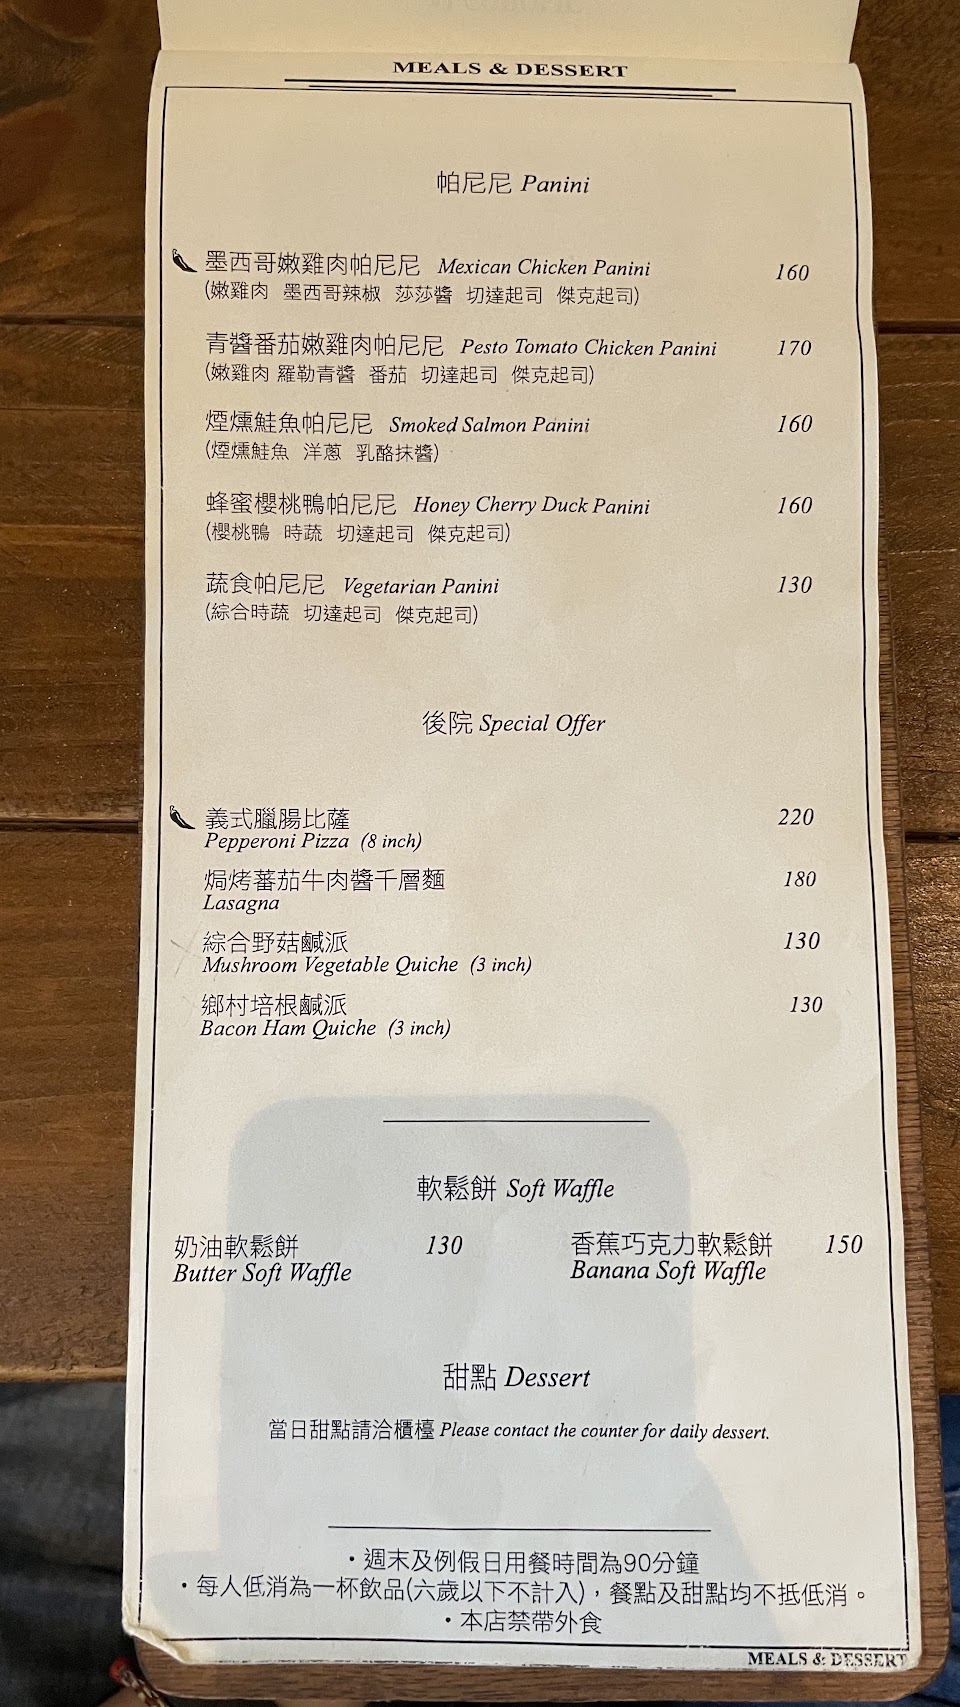 MEALS & DESSERT
帕尼尼 Panini
墨西哥嫩雞肉帕尼尼 Mexican Chicken Panini 160
(嫩雞肉 墨西哥辣椒 莎莎醬 切達起司 傑克起司)
青醬番茄嫩雞肉帕尼尼 Pesto Tomato Chicken Panini 170
(嫩雞肉 羅勒青醬 番茄 切達起司 傑克起司)
煙燻鮭魚帕尼尼 Smoked Salmon Panini 160
(煙燻鮭魚 洋蔥 乳酪抹醬)
蜂蜜櫻桃鴨帕尼尼 Honey Cherry Duck Panini 160
(櫻桃鴨 時蔬 切達起司 傑克起司)
蔬食帕尼尼 Vegetarian Panini 130
(綜合時蔬 切達起司 傑克起司)
後院 Special Offer
義式臘腸比薩 220
Pepperoni Pizza (8 inch)
焗烤蕃茄牛肉醬千層麵 180
Lasagna
綜合野菇鹹派 130
Mushroom Vegetable Quiche (3 inch)
鄉村培根鹹派 130
Bacon Ham Quiche (3 inch)
軟鬆餅 Soft Waffle
奶油軟鬆餅 130
Butter Soft Waffle
香蕉巧克力軟鬆餅 150
Banana Soft Waffle
甜點 Dessert
當日甜點請洽櫃檯 Please contact the counter for daily dessert.
・週末及例假日用餐時間為90分鐘
・每人低消為一杯飲品(六歲以下不計入)，餐點及甜點均不抵低消。
・本店禁帶外食
MEALS & DESSERT